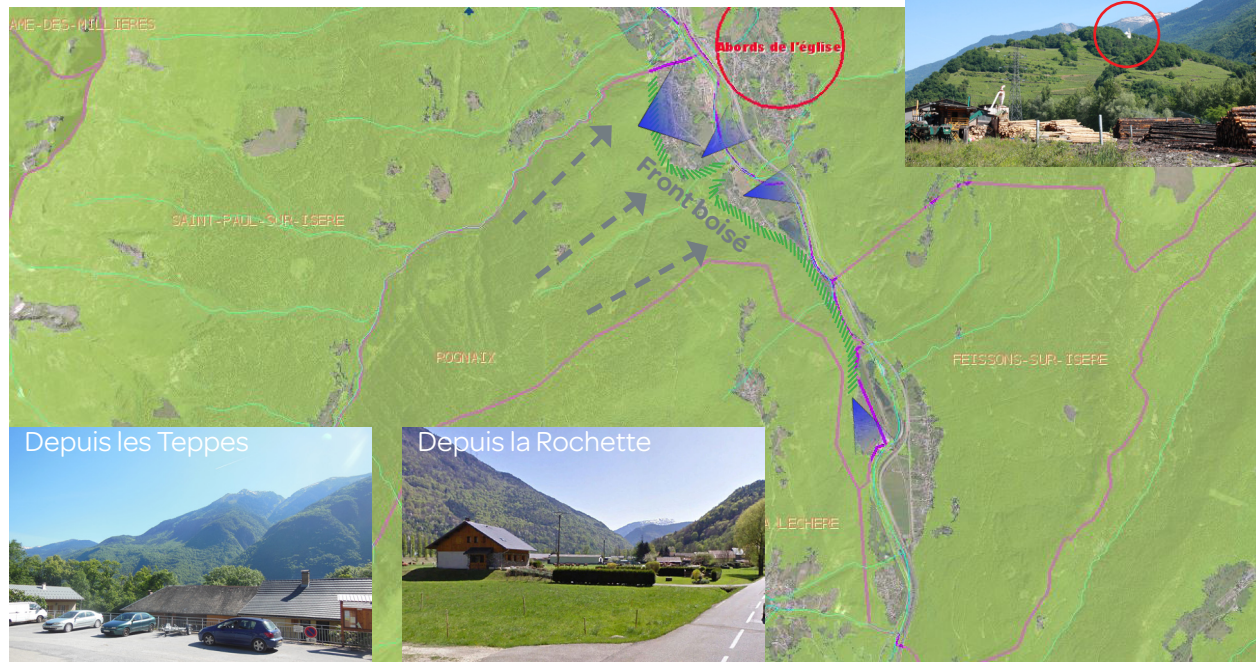 AME-DES-MILLIERES
Abords de l'église
SAINT-PAUL-SUR-ISERE
Front boisé
ROGNAIX
FEISSONS-SUR-ISERE
Depuis les Teppes
Depuis la Rochette
A LECHERE